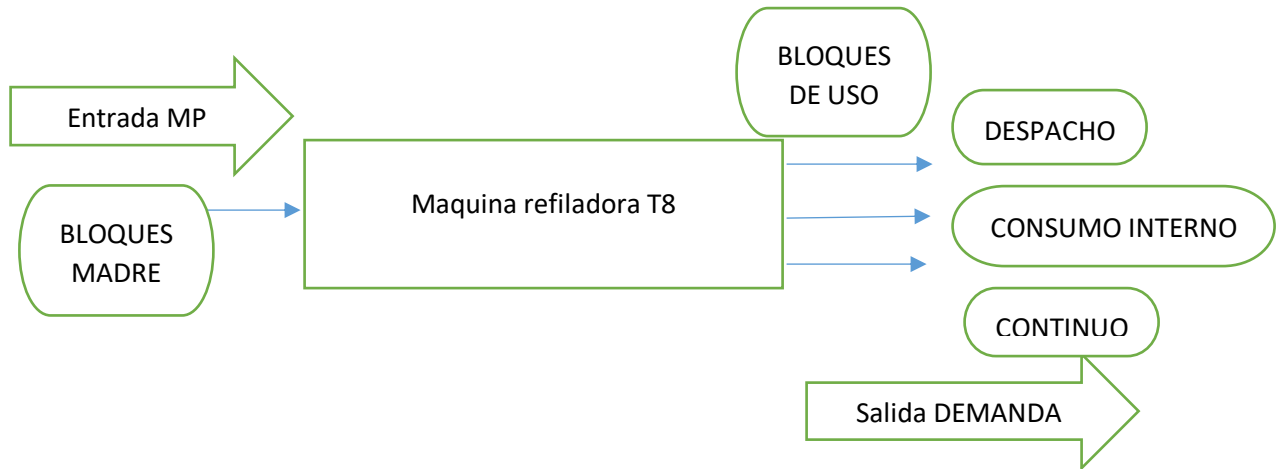 Entrada MP
BLOQUES
MADRE
Maquina refiladora T8
BLOQUES
DE USO
DESPACHO
CONSUMO INTERNO
CONTINUO
Salida DEMANDA